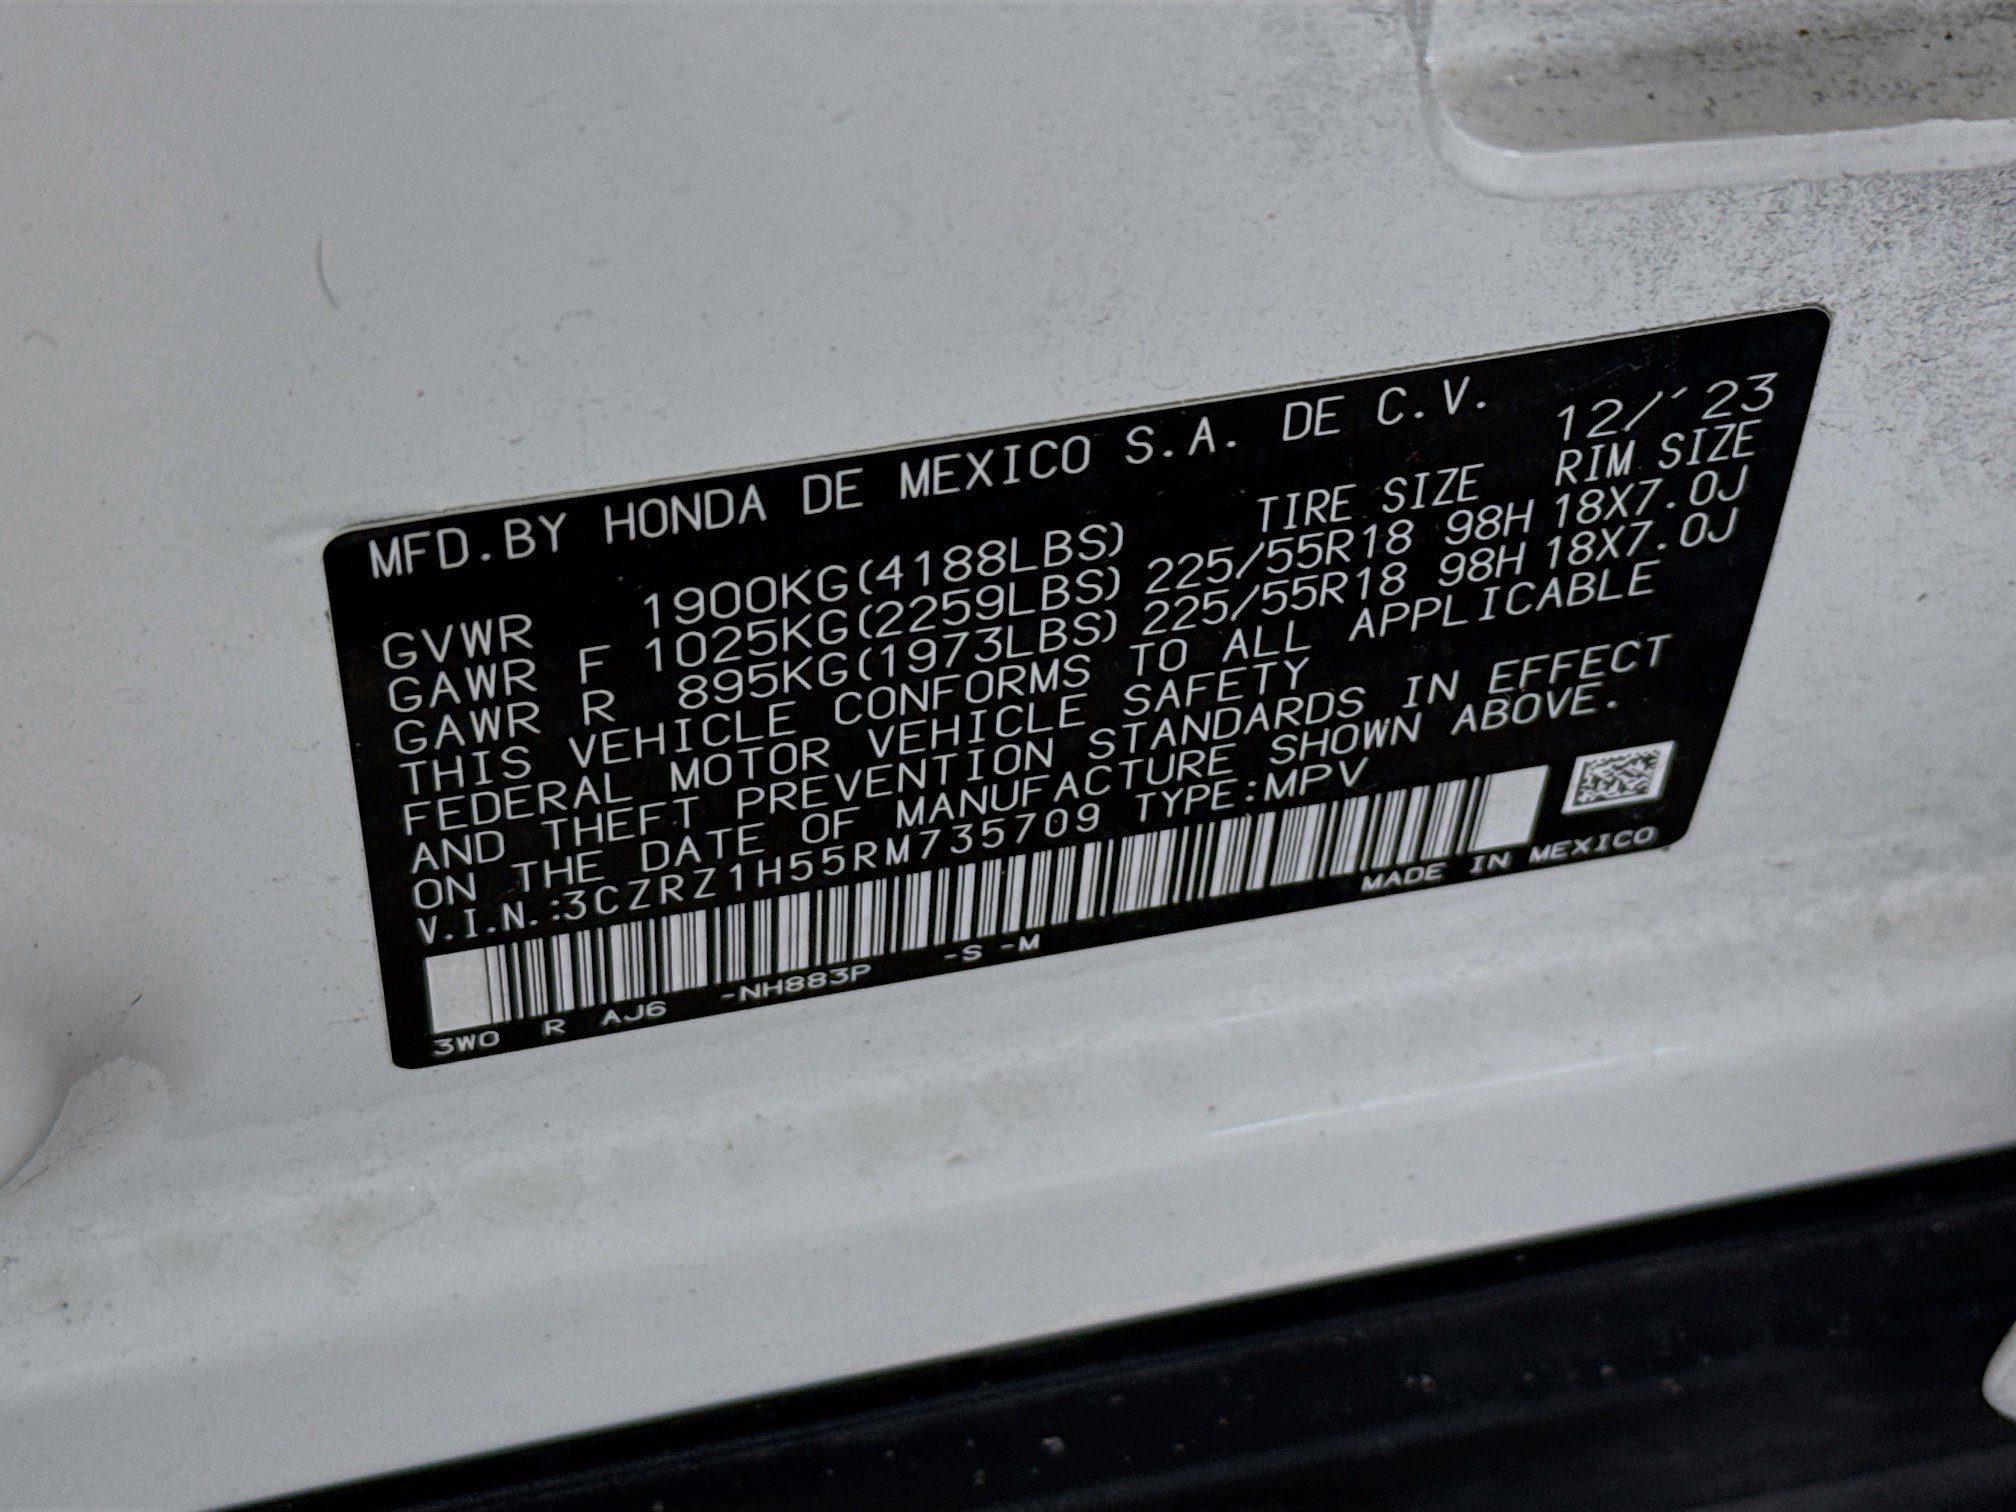 MFD.BY HONDA DE MEXICO S.A. DE C.V. 12/'23
TIRE SIZE RIM SIZE
GVWR 1900KG(4188LBS)
GAWR F 1025KG(2259LBS) 225/55R18 98H 18X7.0J
GAWR R 895KG(1973LBS) 225/55R18 98H 18X7.0J
THIS VEHICLE CONFORMS TO ALL APPLICABLE
FEDERAL MOTOR VEHICLE SAFETY
AND THEFT PREVENTION STANDARDS IN EFFECT
ON THE DATE OF MANUFACTURE SHOWN ABOVE.
V.I.N.:3CZRZ1H55RM735709 TYPE:MPV
MADE IN MEXICO
3W0 R AJ6 -NH883P -S -M